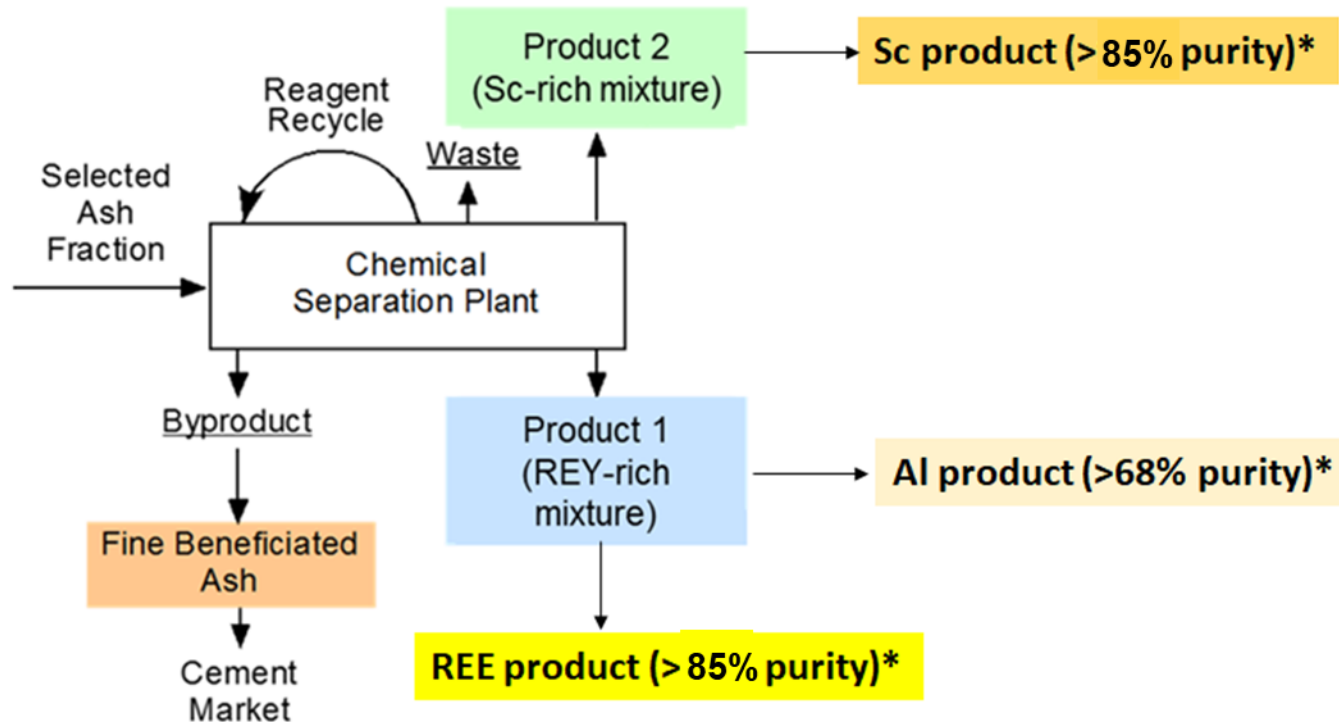 Product 2
(Sc-rich mixture)
Sc product (> 85% purity)*
Reagent
Recycle
Waste
Selected
Ash
Fraction
Chemical
Separation Plant
Byproduct
Product 1
(REY-rich
mixture)
Al product (>68% purity)*
Fine Beneficiated
Ash
REE product (> 85% purity)*
Cement
Market